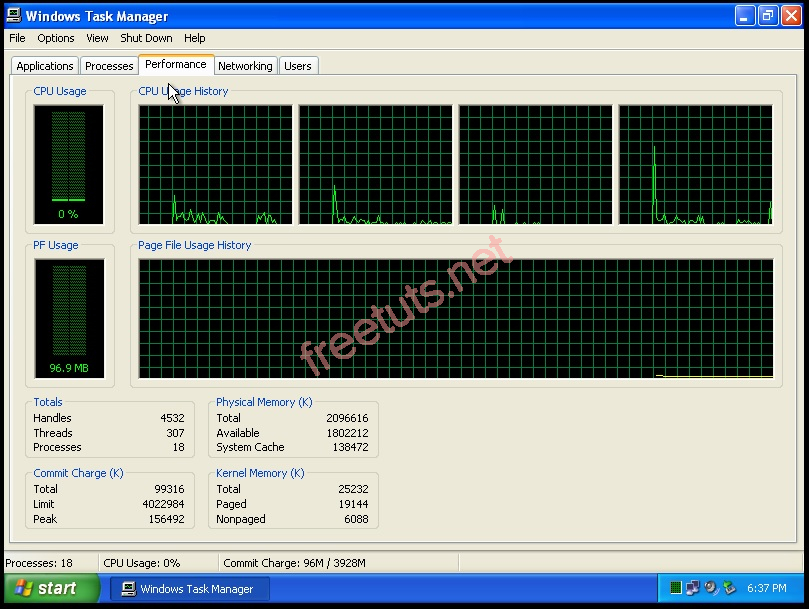 Windows Task Manager
File Options View Shut Down Help
Applications Processes Performance Networking Users
CPU Usage
CPU Usage History
0 %
PF Usage
Page File Usage History
96.9 MB
freetuts.net
Totals
Handles 4532
Threads 307
Processes 18
Physical Memory (K)
Total 2096616
Available 1802212
System Cache 138472
Commit Charge (K)
Total 99316
Limit 4022984
Peak 156492
Kernel Memory (K)
Total 25232
Paged 19144
Nonpaged 6088
Processes: 18 CPU Usage: 0% Commit Charge: 96M / 3928M
start Windows Task Manager 6:37 PM